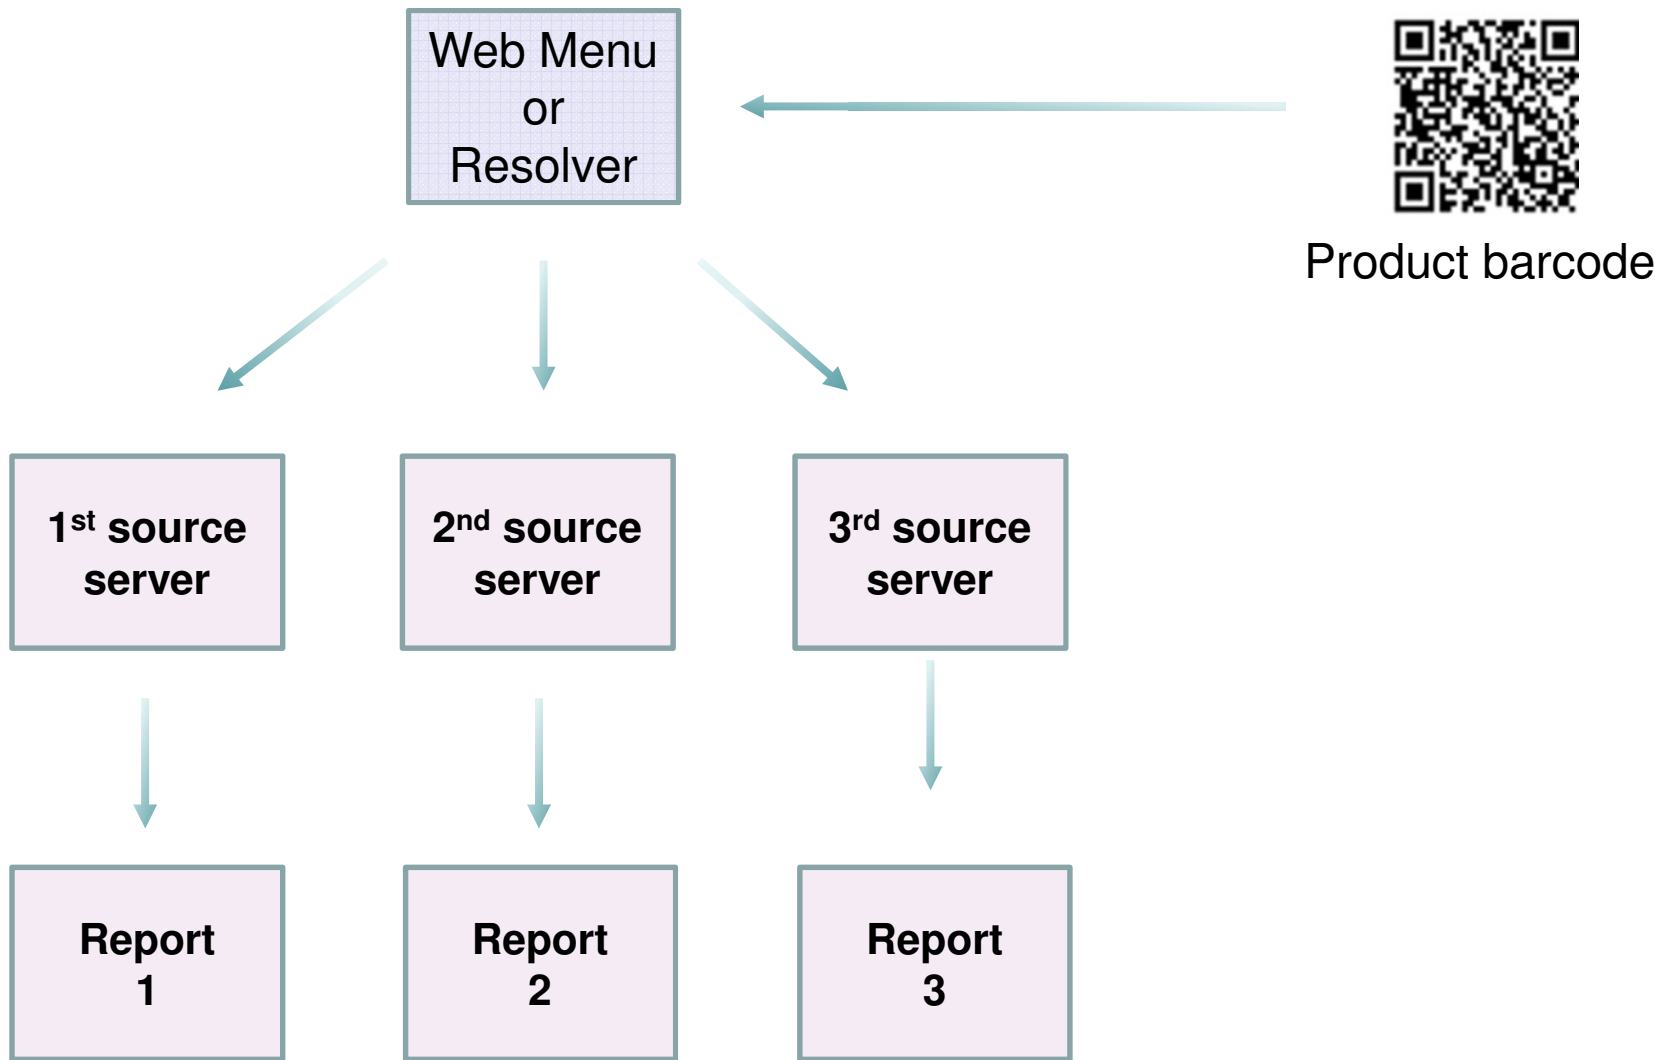 Web Menu
or
Resolver
Product barcode
1st source
server
2nd source
server
3rd source
server
Report
1
Report
2
Report
3